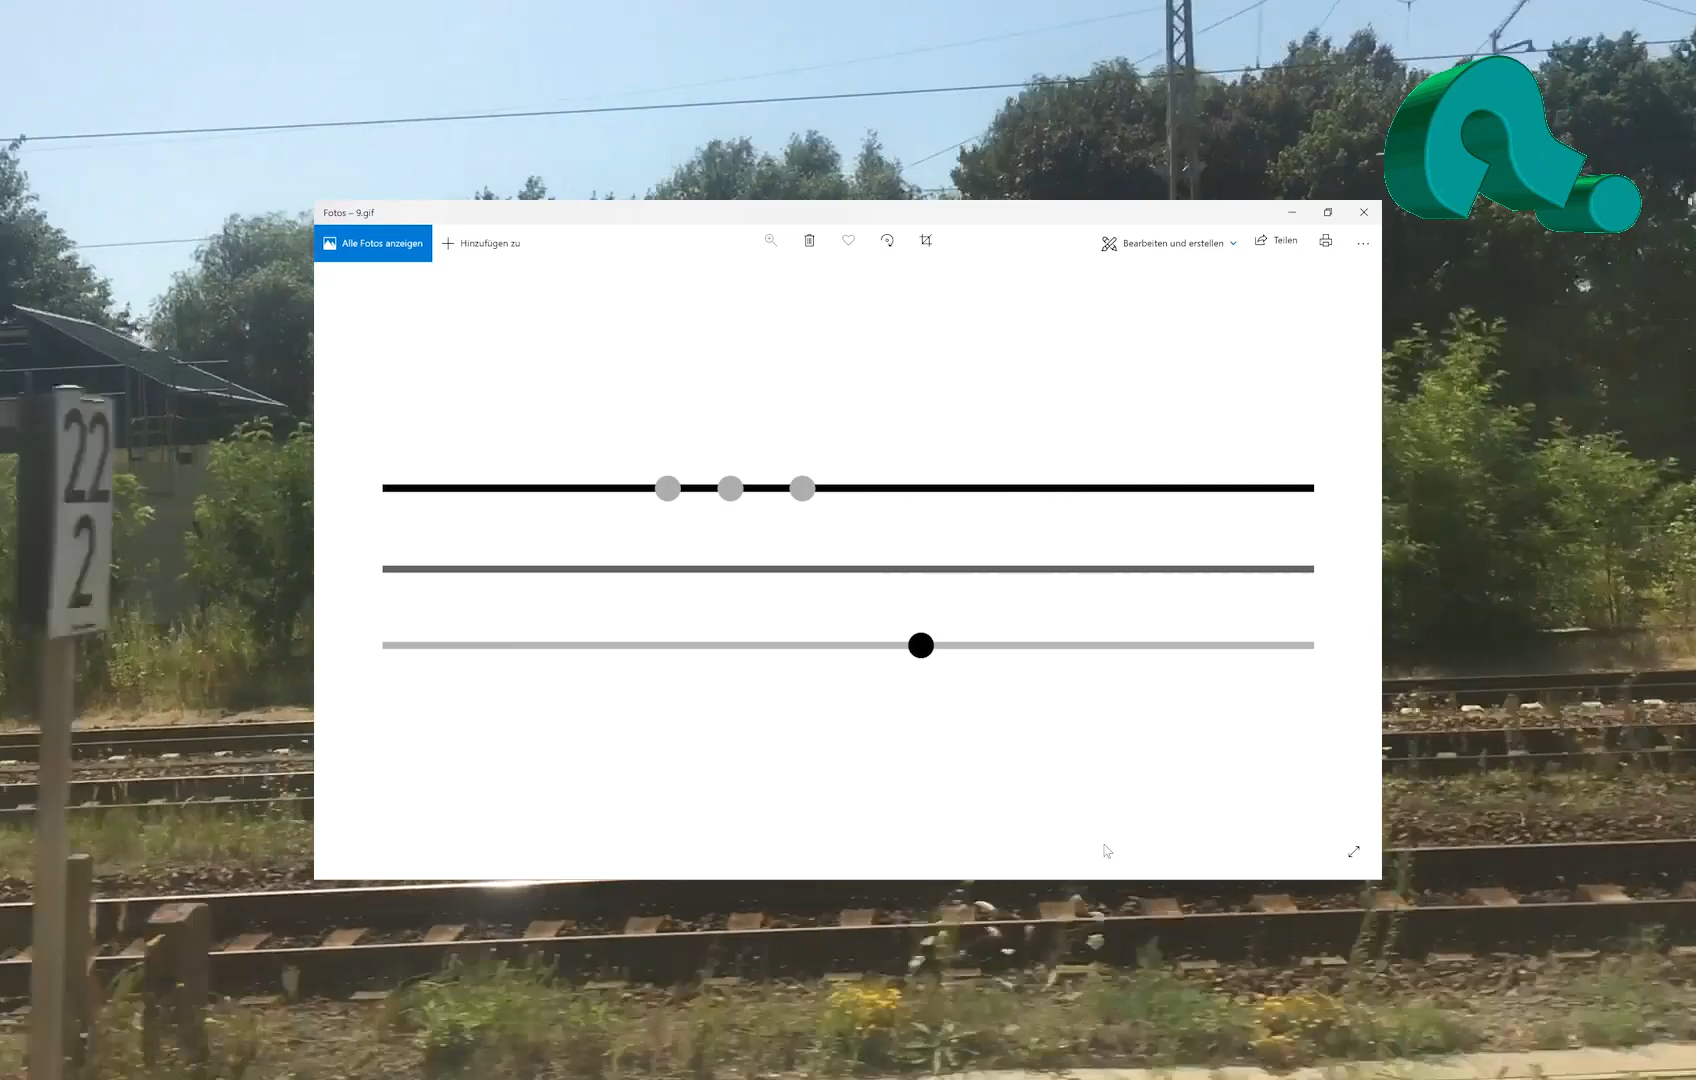 Fotos – 9.gif
Alle Fotos anzeigen
Hinzufügen zu
Bearbeiten und erstellen
Teilen
22
2